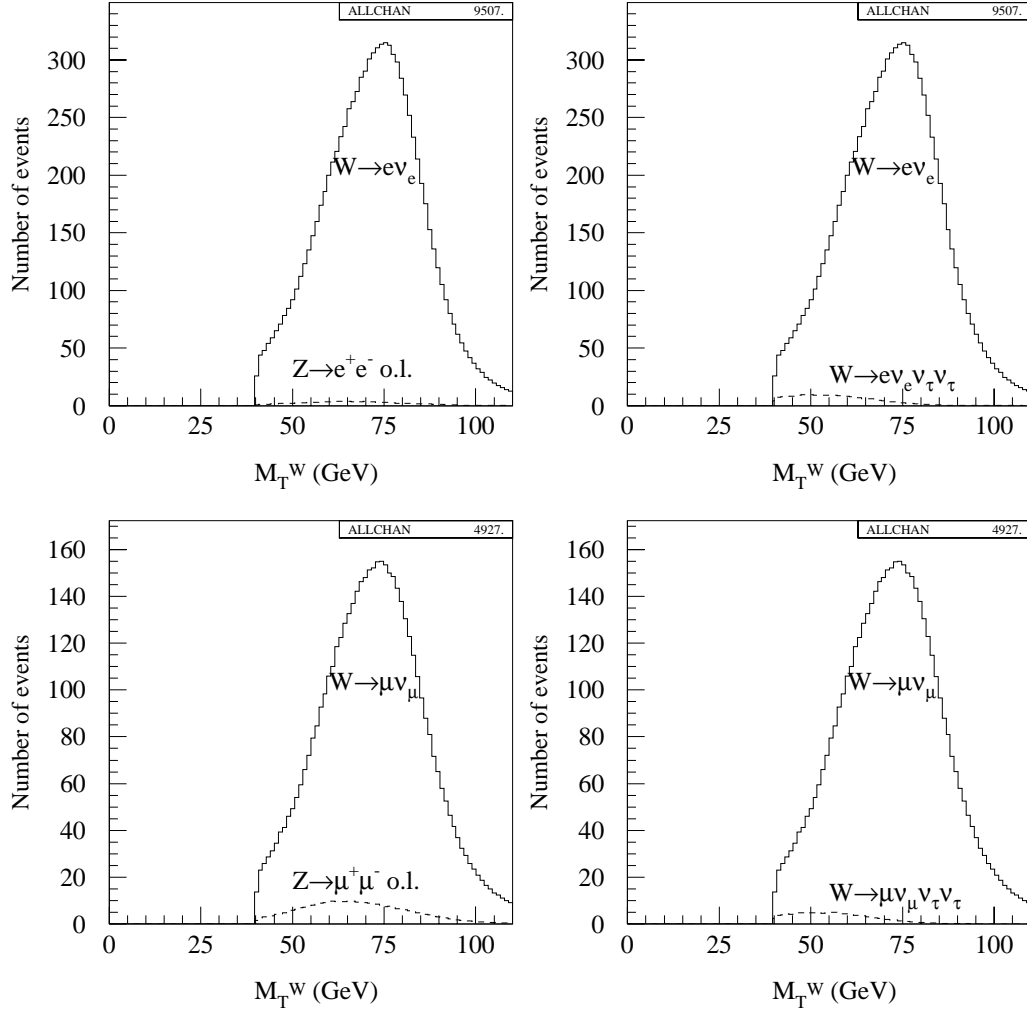 ALLCHAN 9507.
Number of events
300
250
200
150
100
50
0
W→eνₑ
Z→e⁺e⁻ o.l.
0 25 50 75 100
M_T^W (GeV)
ALLCHAN 9507.
Number of events
300
250
200
150
100
50
0
W→eνₑ
W→eνₑν_τν_τ
0 25 50 75 100
M_T^W (GeV)
ALLCHAN 4927.
Number of events
160
140
120
100
80
60
40
20
0
W→μν_μ
Z→μ⁺μ⁻ o.l.
0 25 50 75 100
M_T^W (GeV)
ALLCHAN 4927.
Number of events
160
140
120
100
80
60
40
20
0
W→μν_μ
W→μν_μν_τν_τ
0 25 50 75 100
M_T^W (GeV)